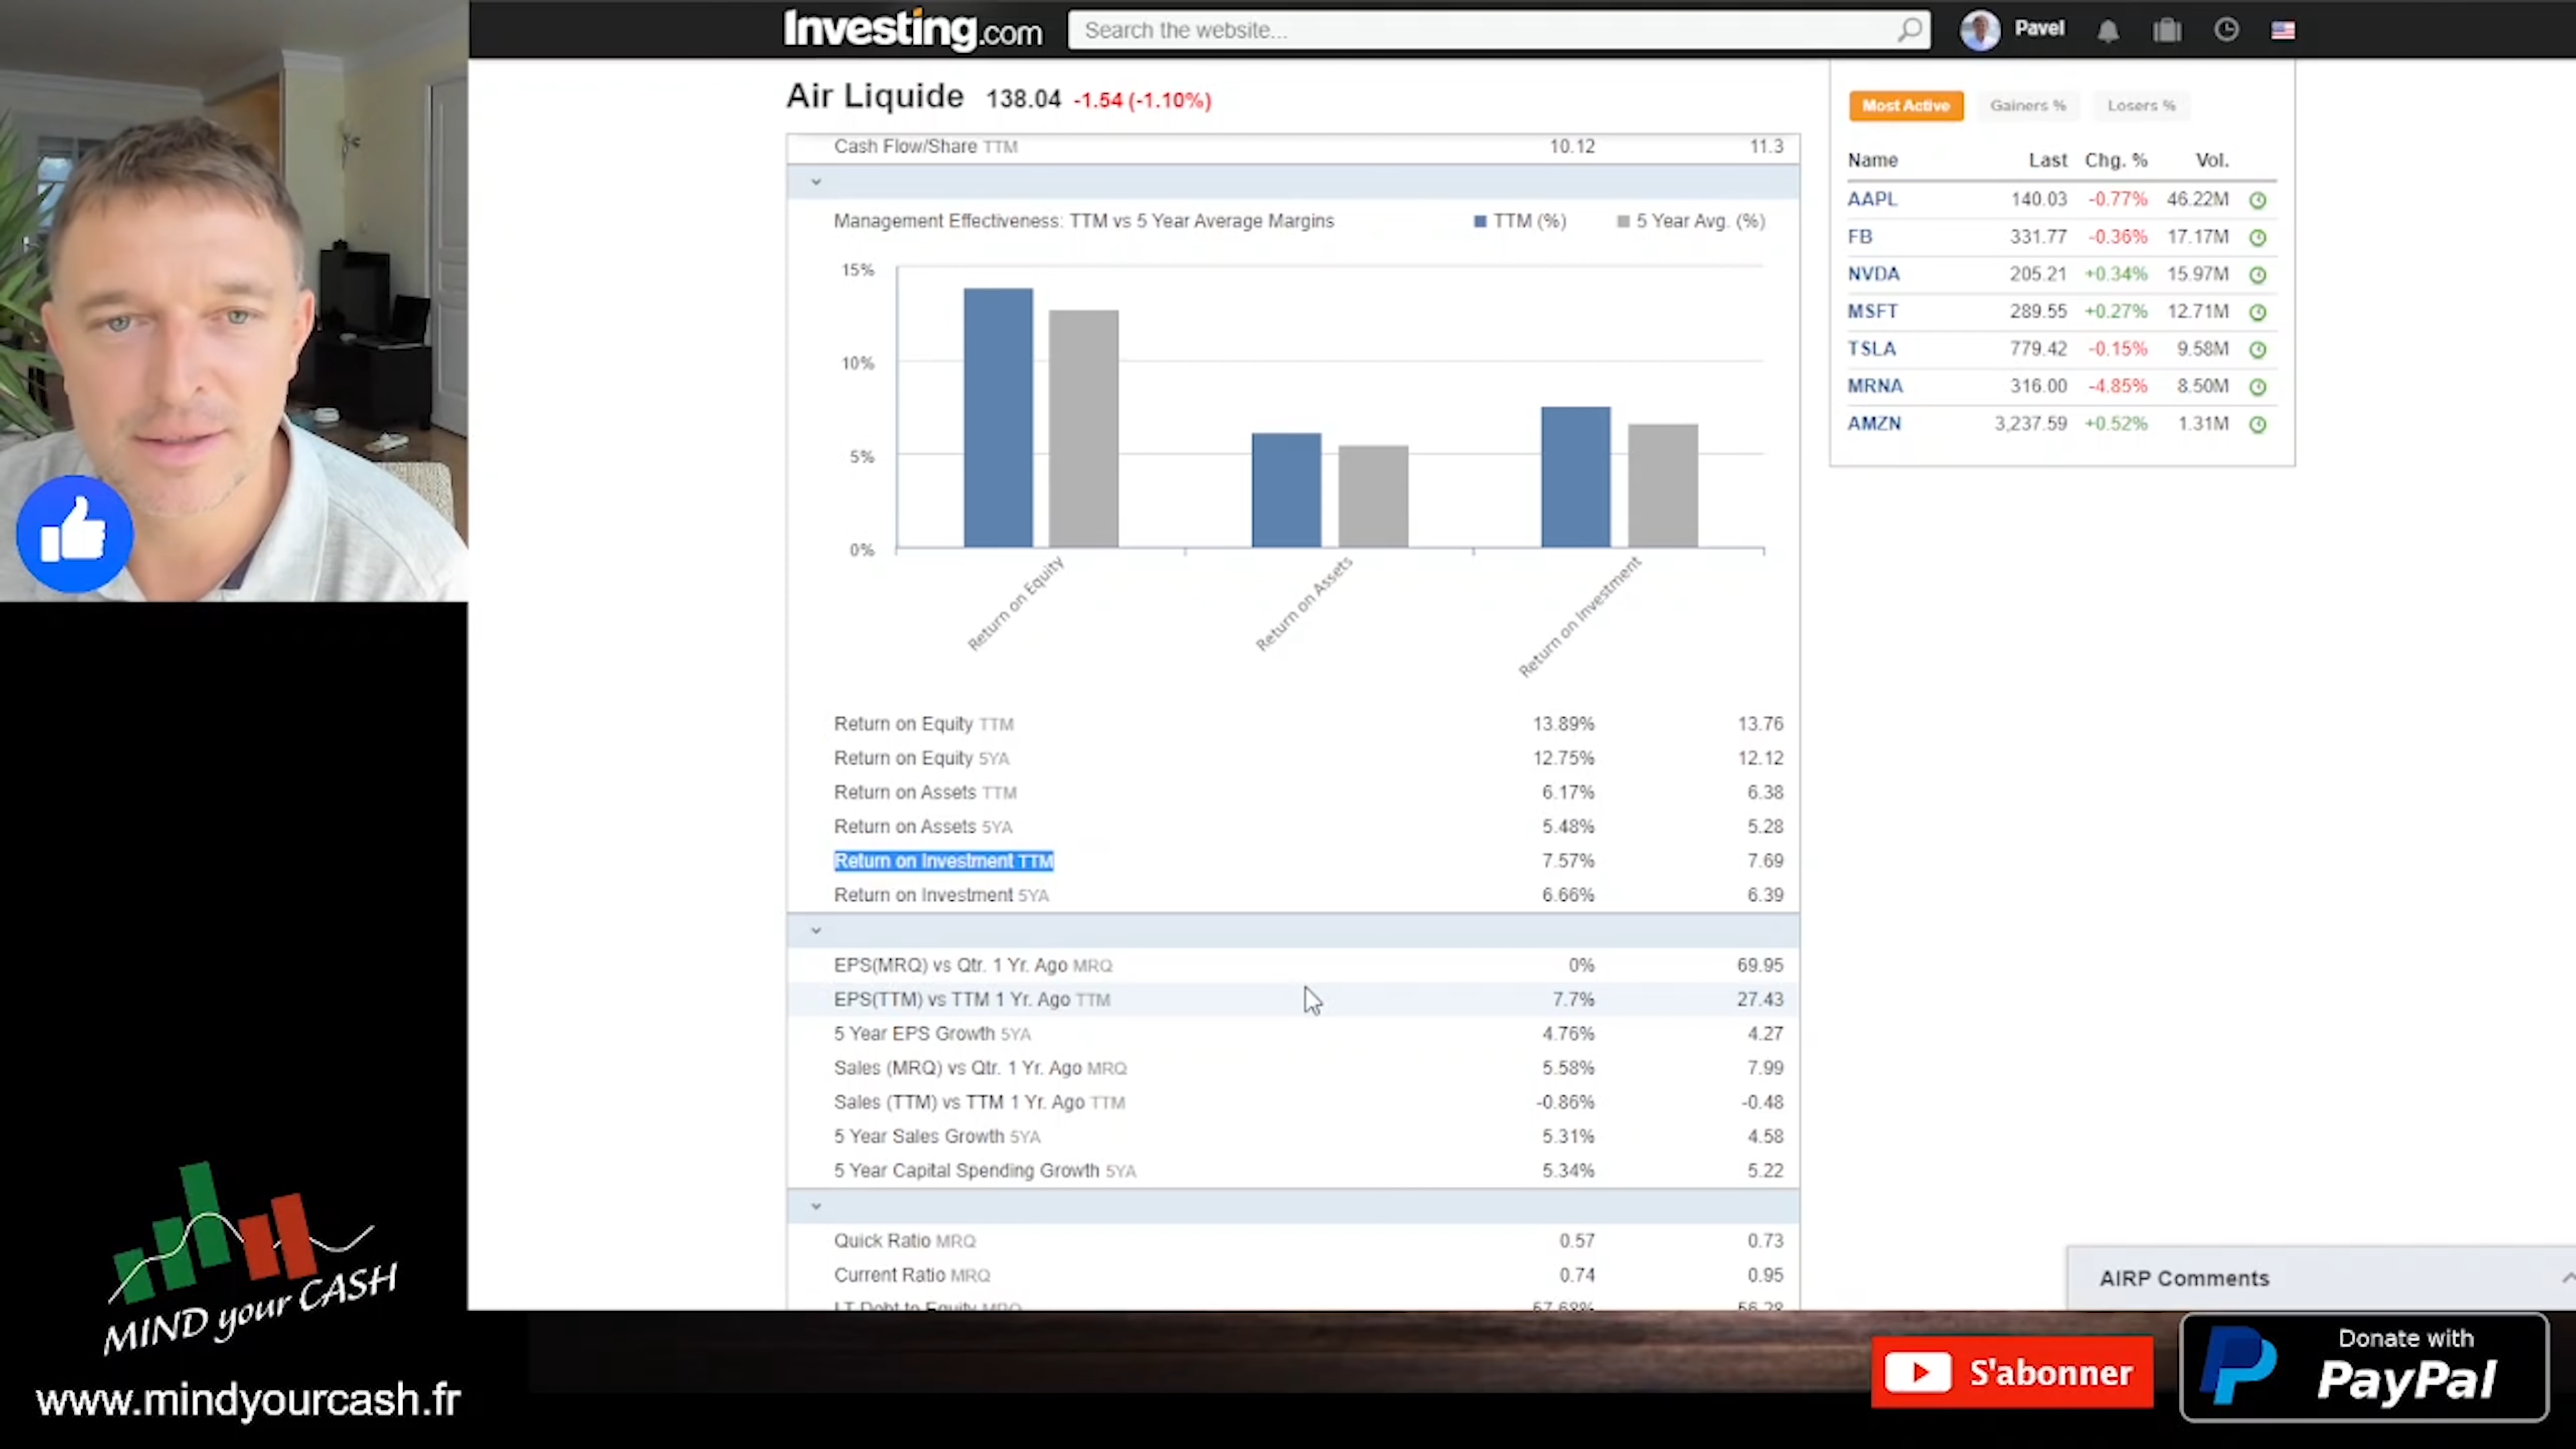 Investing.com
Search the website...
Pavel
Air Liquide 138.04 -1.54 (-1.10%)
Cash Flow/Share TTM 10.12 11.3
Management Effectiveness: TTM vs 5 Year Average Margins TTM (%) 5 Year Avg. (%)
15%
10%
5%
0%
Return on Equity
Return on Assets
Return on Investment
Return on Equity TTM 13.89% 13.76
Return on Equity 5YA 12.75% 12.12
Return on Assets TTM 6.17% 6.38
Return on Assets 5YA 5.48% 5.28
Return on Investment TTM 7.57% 7.69
Return on Investment 5YA 6.66% 6.39
EPS(MRQ) vs Qtr. 1 Yr. Ago MRQ 0% 69.95
EPS(TTM) vs TTM 1 Yr. Ago TTM 7.7% 27.43
5 Year EPS Growth 5YA 4.76% 4.27
Sales (MRQ) vs Qtr. 1 Yr. Ago MRQ 5.58% 7.99
Sales (TTM) vs TTM 1 Yr. Ago TTM -0.86% -0.48
5 Year Sales Growth 5YA 5.31% 4.58
5 Year Capital Spending Growth 5YA 5.34% 5.22
Quick Ratio MRQ 0.57 0.73
Current Ratio MRQ 0.74 0.95
LT Debt to Equity MRQ 57.68% 56.28
Most Active Gainers % Losers %
Name Last Chg. % Vol.
AAPL 140.03 -0.77% 46.22M
FB 331.77 -0.36% 17.17M
NVDA 205.21 +0.34% 15.97M
MSFT 289.55 +0.27% 12.71M
TSLA 779.42 -0.15% 9.58M
MRNA 316.00 -4.85% 8.50M
AMZN 3,237.59 +0.52% 1.31M
AIRP Comments
MIND your CASH
www.mindyourcash.fr
S'abonner
Donate with
PayPal